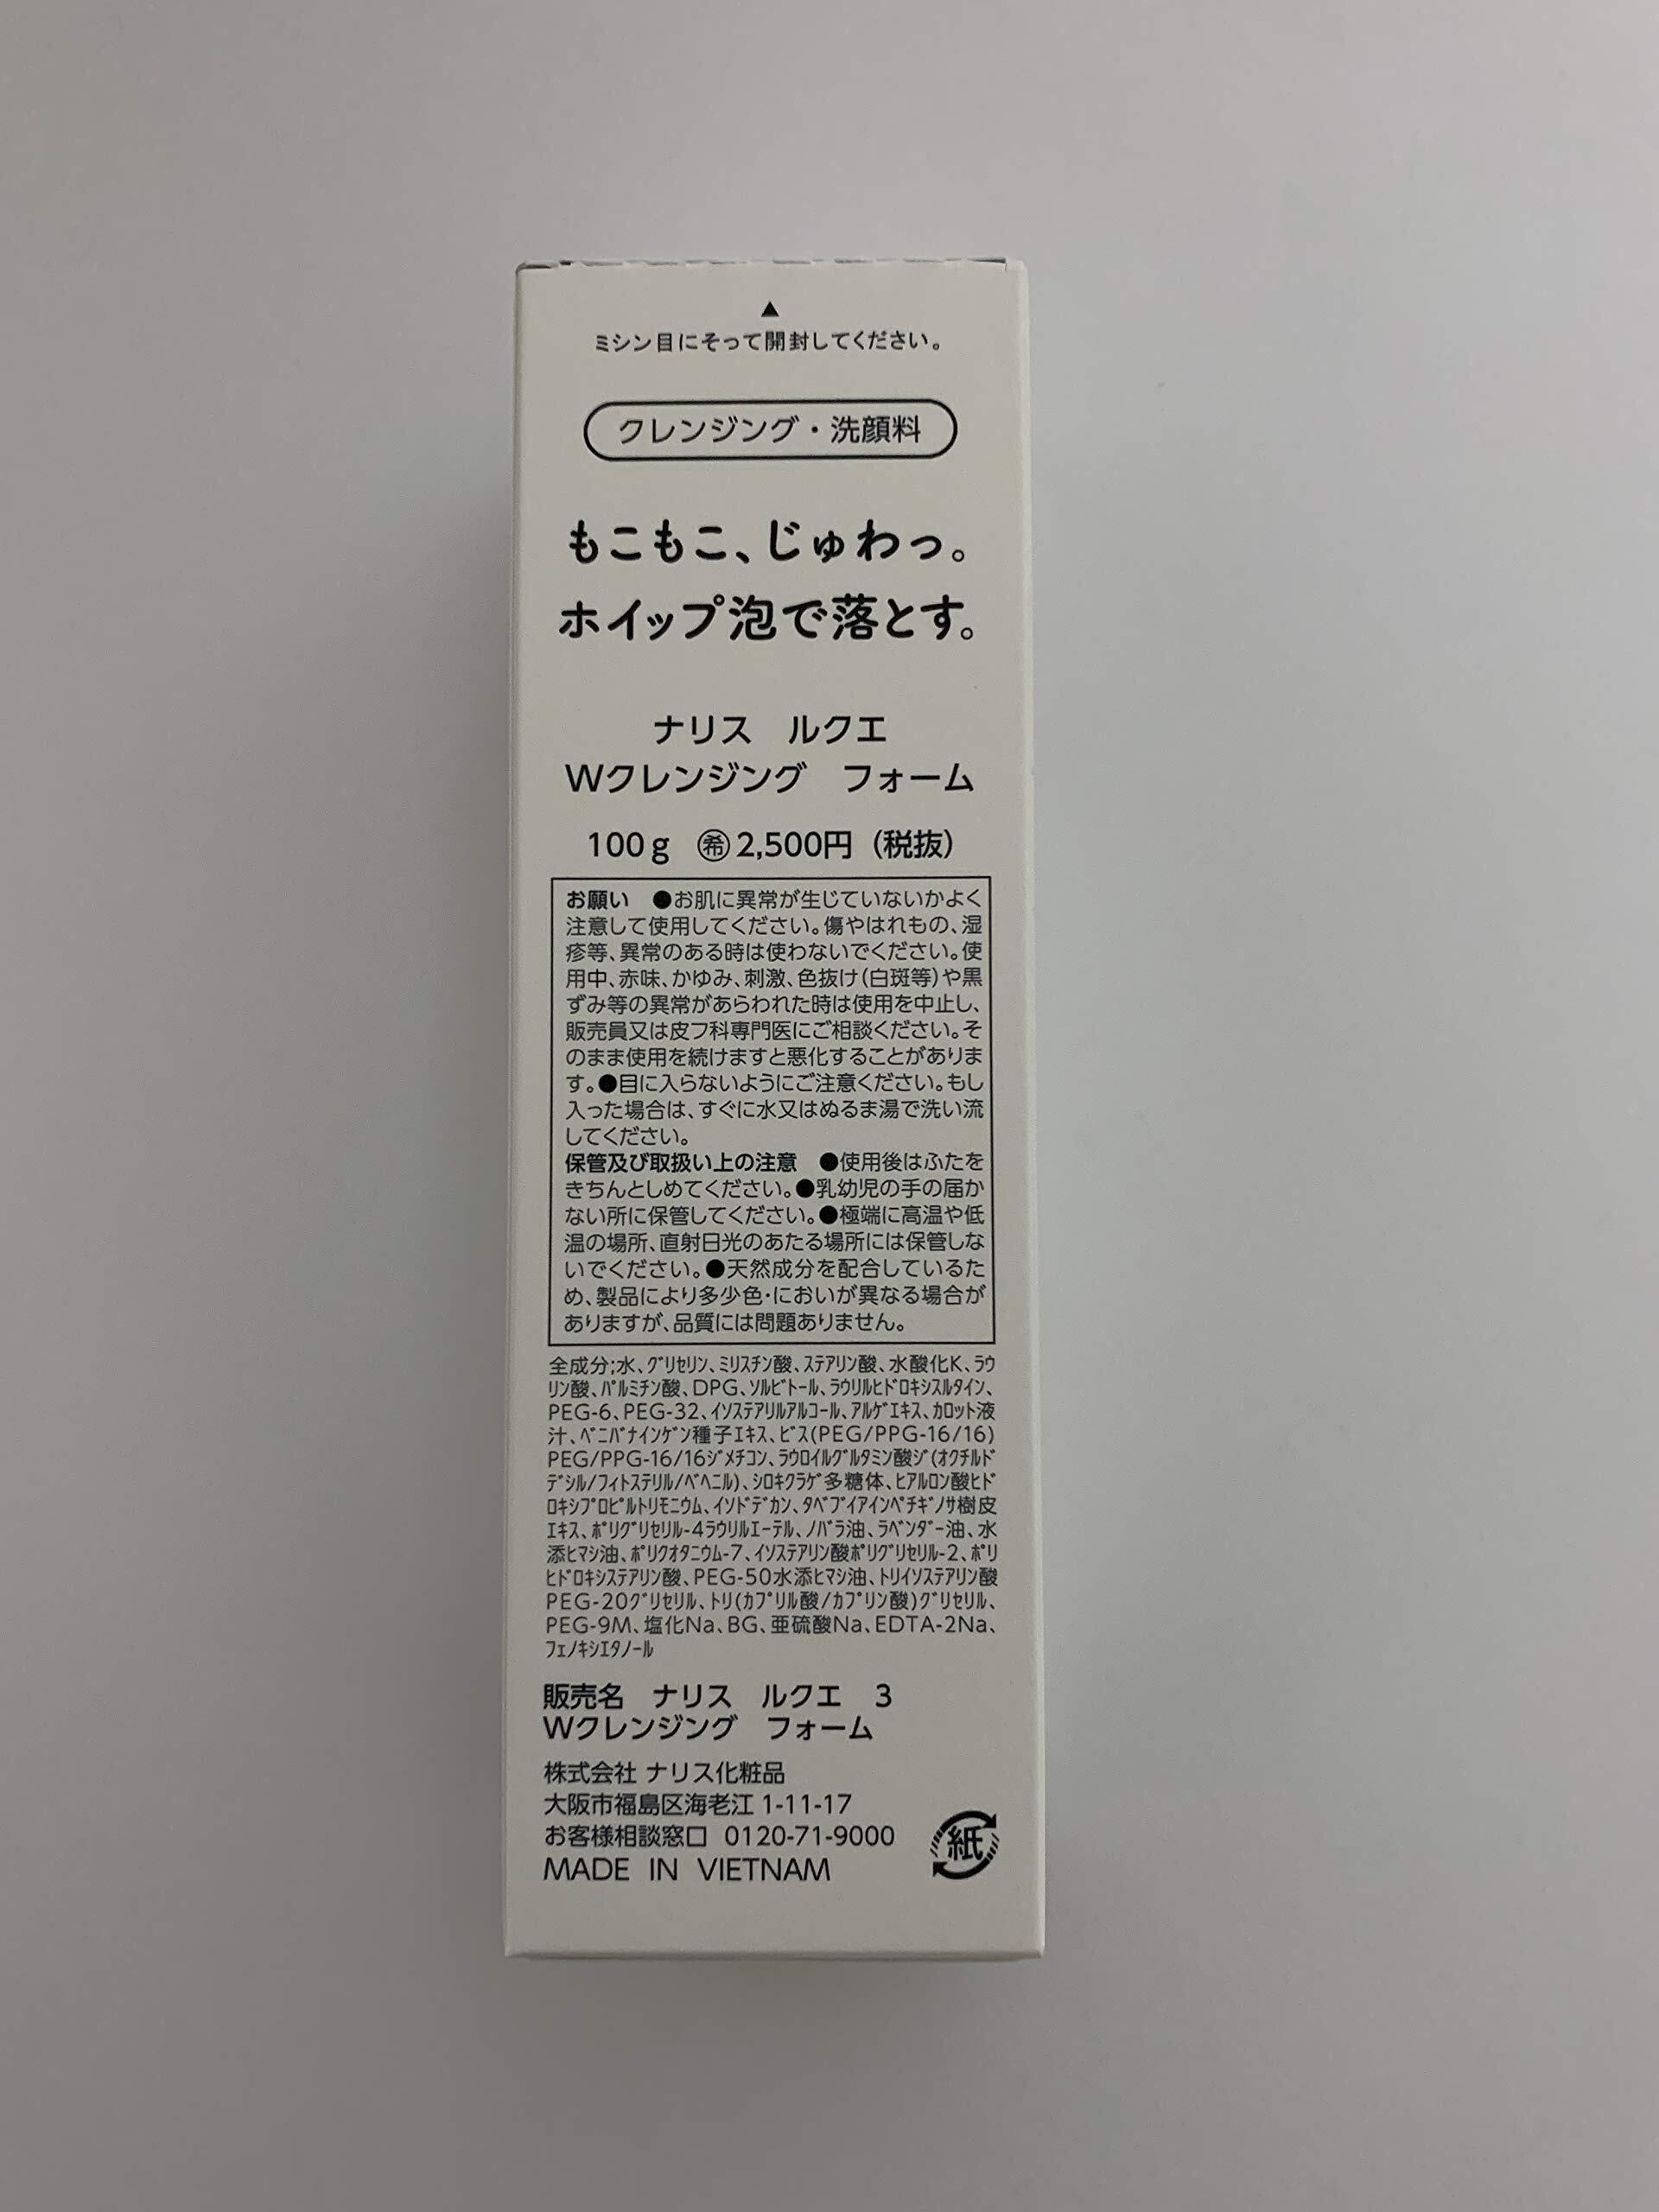 ▲
ミシン目にそって開封してください。
クレンジング・洗顔料
もこもこ、じゅわっ。
ホイップ泡で落とす。
ナリス ルクエ
Wクレンジング フォーム
100g ㊙希2,500円（税抜）
お願い ●お肌に異常が生じていないかよく
注意して使用してください。傷やはれもの、湿
疹等、異常のある時は使わないでください。使
用中、赤味、かゆみ、刺激、色抜け（白斑等）や黒
ずみ等の異常があらわれた時は使用を中止し、
販売員又は皮フ科専門医にご相談ください。そ
のまま使用を続けますと悪化することがありま
す。●目に入らないようにご注意ください。もし
入った場合は、すぐに水又はぬるま湯で洗い流
してください。
保管及び取扱い上の注意 ●使用後はふたを
きちんとしめてください。●乳幼児の手の届か
ない所に保管してください。●極端に高温や低
温の場所、直射日光のあたる場所には保管しな
いでください。●天然成分を配合しているた
め、製品により多少色・においが異なる場合が
ありますが、品質には問題ありません。
全成分;水、ｸﾞﾘｾﾘﾝ、ﾐﾘｽﾁﾝ酸、ｽﾃｱﾘﾝ酸、水酸化K、ﾗｳ
ﾘﾝ酸、ﾊﾟﾙﾐﾁﾝ酸、DPG、ｿﾙﾋﾞﾄｰﾙ、ﾗｳﾘﾙﾋﾄﾞﾛｷｼｽﾙﾀｲﾝ、
PEG-6、PEG-32、ｲｿｽﾃｱﾘﾙｱﾙｺｰﾙ、ｱﾙｹﾞｴｷｽ、ｶﾛｯﾄ液
汁、ﾍﾞﾆﾊﾞﾅｲﾝｹﾞﾝ種子ｴｷｽ、ﾋﾞｽ(PEG/PPG-16/16)
PEG/PPG-16/16ｼﾞﾒﾁｺﾝ、ﾗｳﾛｲﾙｸﾞﾙﾀﾐﾝ酸ｼﾞ(ｵｸﾁﾙﾄﾞ
ﾃﾞｼﾙ/ﾌｨﾄｽﾃﾘﾙ/ﾍﾞﾍﾆﾙ)、ｼﾛｷｸﾗｹﾞ多糖体、ﾋｱﾙﾛﾝ酸ﾋﾄﾞ
ﾛｷｼﾌﾟﾛﾋﾟﾙﾄﾘﾓﾆｳﾑ、ｲｿﾄﾞﾃﾞｶﾝ、ﾀﾍﾞﾌﾞｲｱｲﾝﾍﾟﾁｷﾞﾉｻ樹皮
ｴｷｽ、ﾎﾟﾘｸﾞﾘｾﾘﾙ-4ﾗｳﾘﾙｴｰﾃﾙ、ﾉﾊﾞﾗ油、ﾗﾍﾞﾝﾀﾞｰ油、水
添ﾋﾏｼ油、ﾎﾟﾘｸｵﾀﾆｳﾑ-7、ｲｿｽﾃｱﾘﾝ酸ﾎﾟﾘｸﾞﾘｾﾘﾙ-2、ﾎﾟﾘ
ﾋﾄﾞﾛｷｼｽﾃｱﾘﾝ酸、PEG-50水添ﾋﾏｼ油、ﾄﾘｲｿｽﾃｱﾘﾝ酸
PEG-20ｸﾞﾘｾﾘﾙ、ﾄﾘ(ｶﾌﾟﾘﾙ酸/ｶﾌﾟﾘﾝ酸)ｸﾞﾘｾﾘﾙ、
PEG-9M、塩化Na、BG、亜硫酸Na、EDTA-2Na、
ﾌｪﾉｷｼｴﾀﾉｰﾙ
販売名 ナリス ルクエ 3
Wクレンジング フォーム
株式会社 ナリス化粧品
大阪市福島区海老江 1-11-17
お客様相談窓口 0120-71-9000
MADE IN VIETNAM
紙